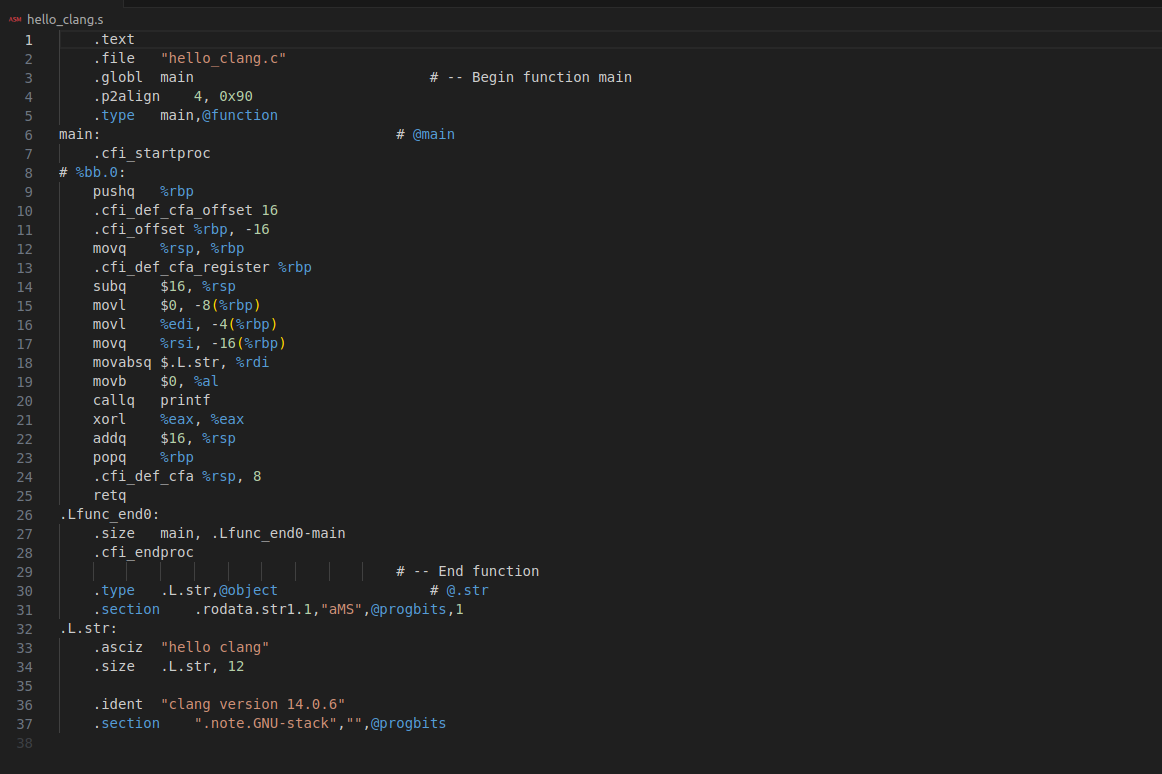 ASM hello_clang.s
1 .text
2 .file "hello_clang.c"
3 .globl main # -- Begin function main
4 .p2align 4, 0x90
5 .type main,@function
6 main: # @main
7 .cfi_startproc
8 # %bb.0:
9 pushq %rbp
10 .cfi_def_cfa_offset 16
11 .cfi_offset %rbp, -16
12 movq %rsp, %rbp
13 .cfi_def_cfa_register %rbp
14 subq $16, %rsp
15 movl $0, -8(%rbp)
16 movl %edi, -4(%rbp)
17 movq %rsi, -16(%rbp)
18 movabsq $.L.str, %rdi
19 movb $0, %al
20 callq printf
21 xorl %eax, %eax
22 addq $16, %rsp
23 popq %rbp
24 .cfi_def_cfa %rsp, 8
25 retq
26 .Lfunc_end0:
27 .size main, .Lfunc_end0-main
28 .cfi_endproc
29 # -- End function
30 .type .L.str,@object # @.str
31 .section .rodata.str1.1,"aMS",@progbits,1
32 .L.str:
33 .asciz "hello clang"
34 .size .L.str, 12
35
36 .ident "clang version 14.0.6"
37 .section ".note.GNU-stack","",@progbits
38